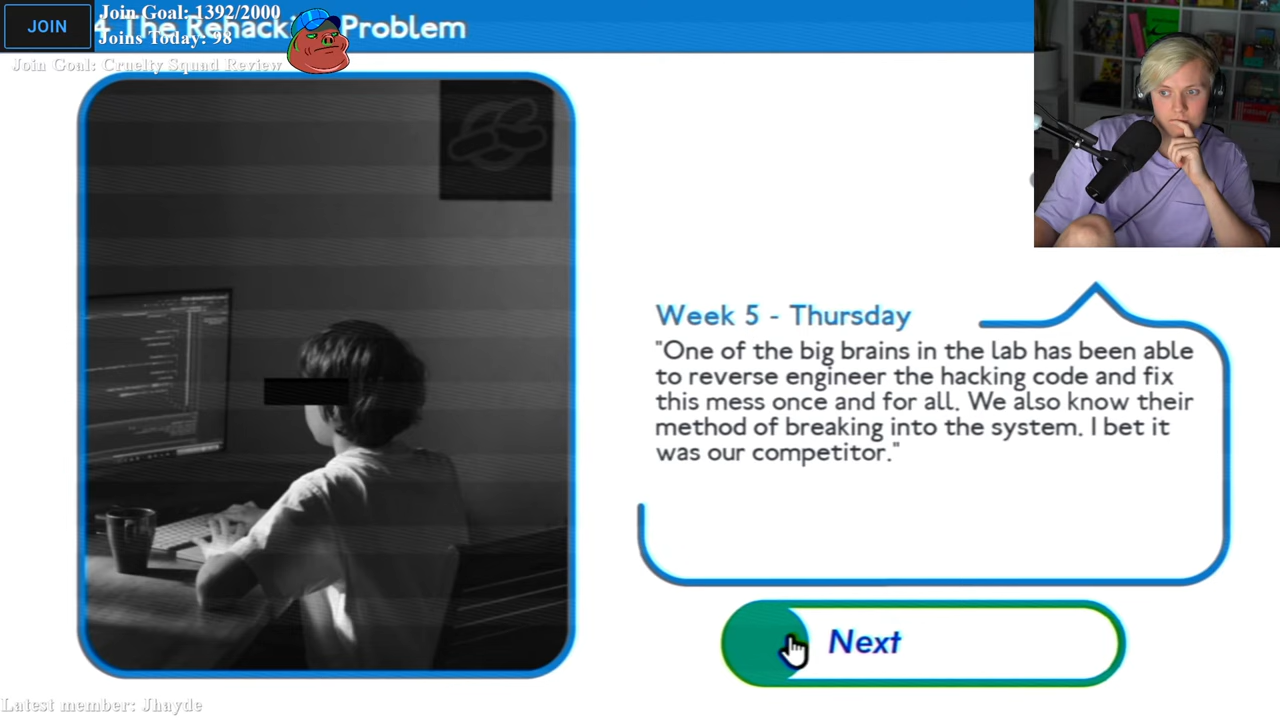 JOIN
Join Goal: 1392/2000
4 The Rehack Problem
Joins Today: 98
Join Goal: Cruelty Squad Review
Week 5 - Thursday
"One of the big brains in the lab has been able
to reverse engineer the hacking code and fix
this mess once and for all. We also know their
method of breaking into the system. I bet it
was our competitor."
Next
Latest member: Jhayde